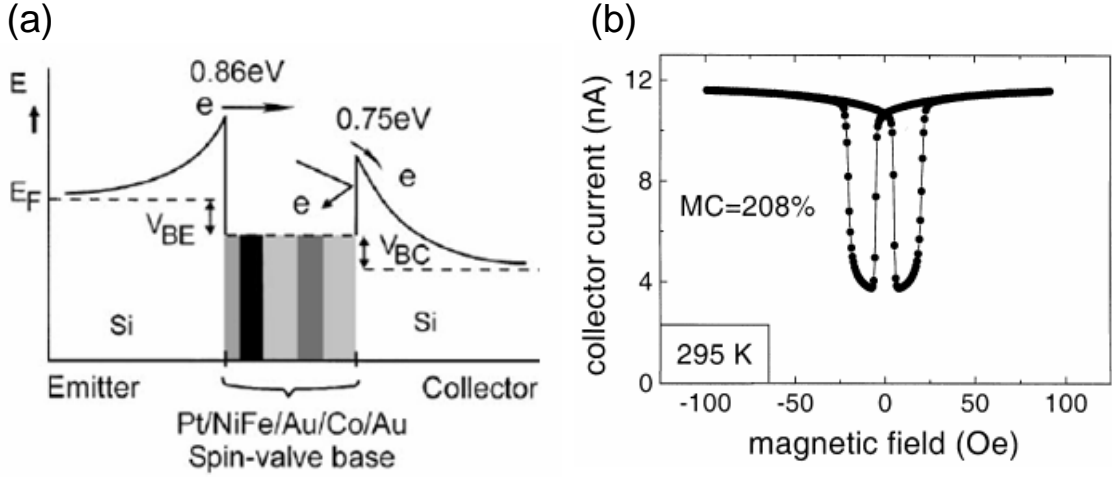 (a)
E
0.86eV
e
0.75eV
e
e
E_F
V_BE
V_BC
Si
Si
Emitter
Collector
Pt/NiFe/Au/Co/Au
Spin-valve base
(b)
collector current (nA)
12
8
4
0
MC=208%
295 K
-100
-50
0
50
100
magnetic field (Oe)